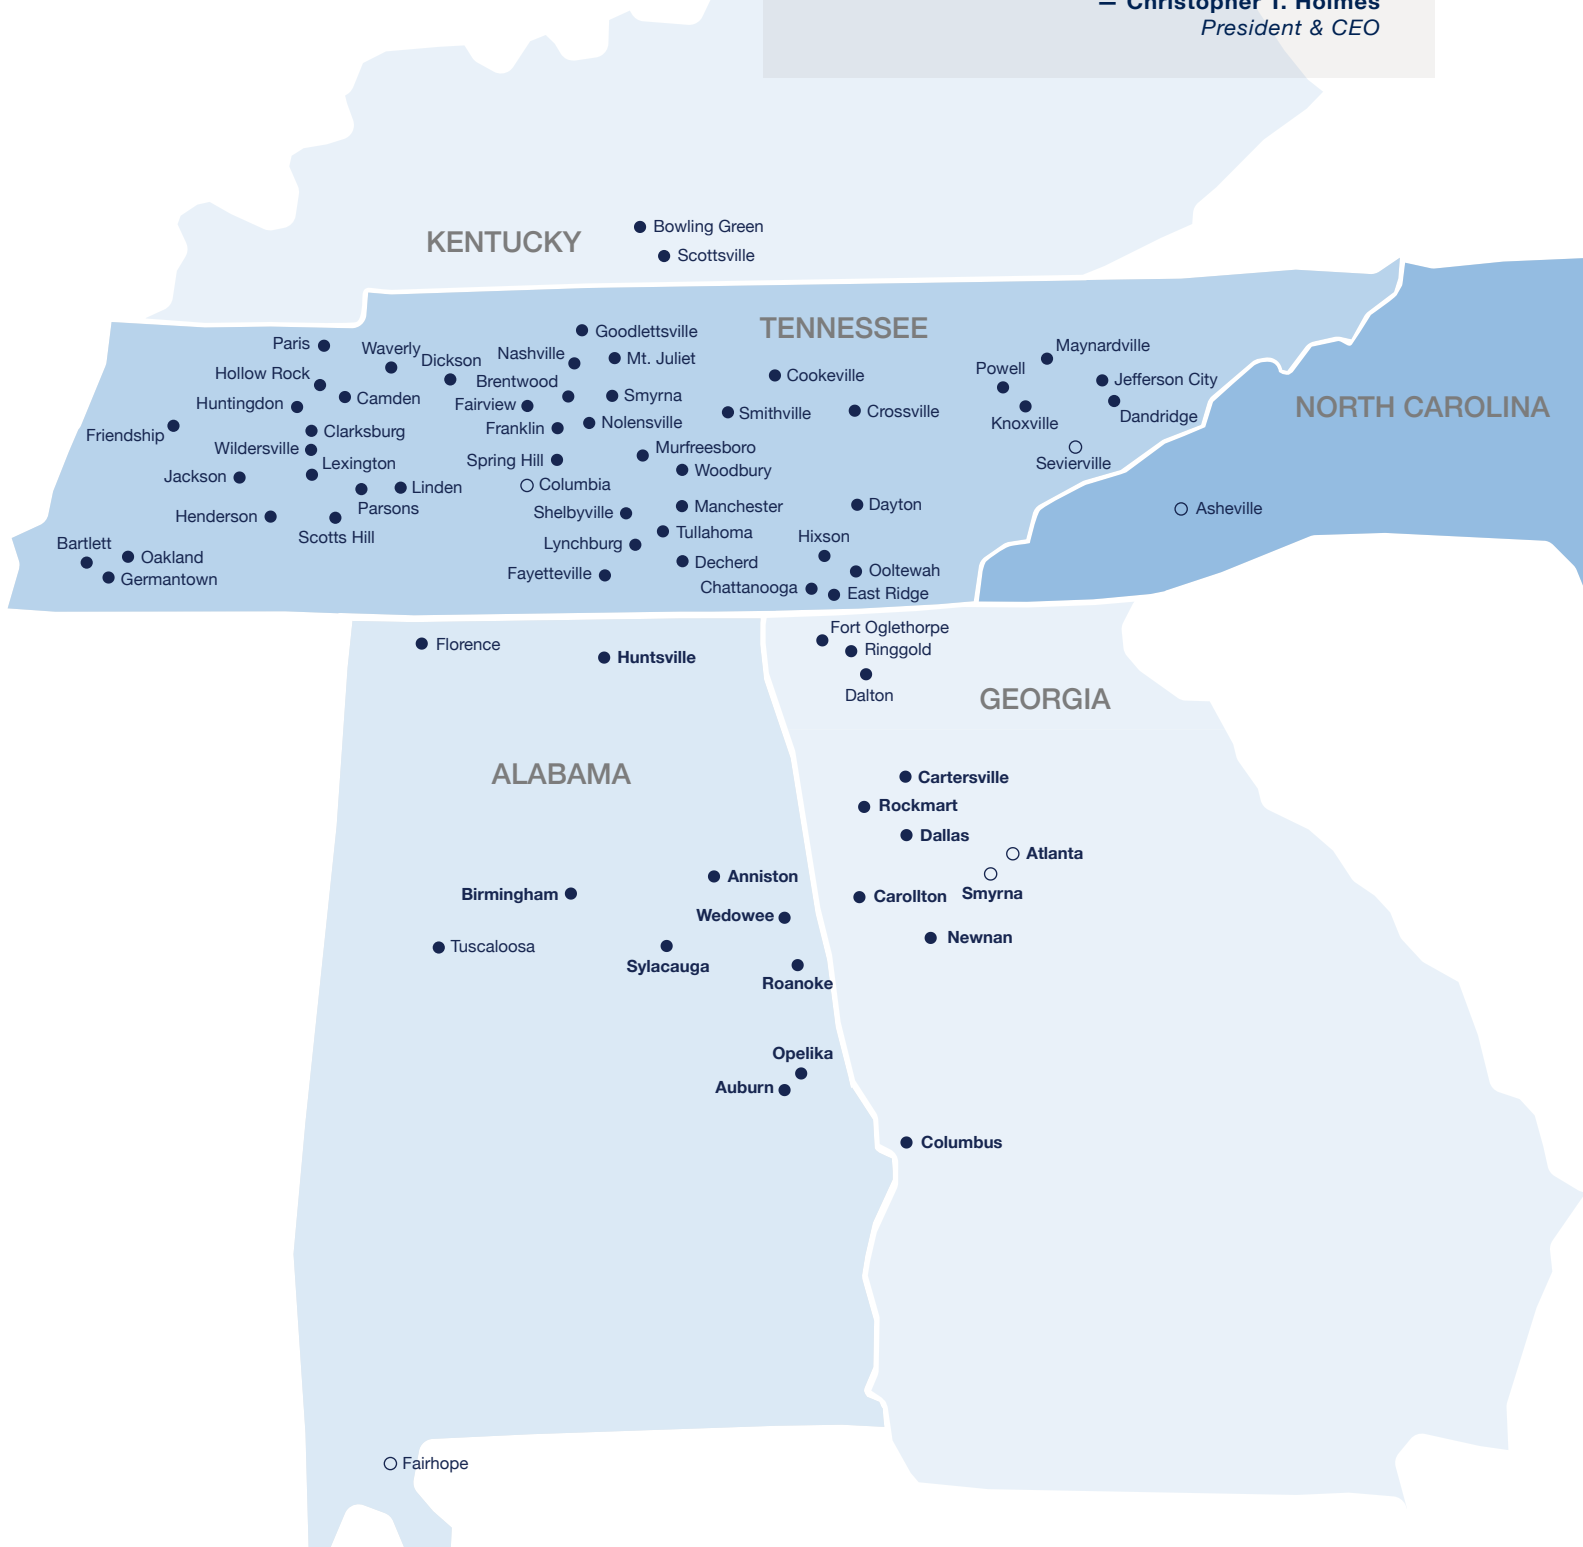 — Christopher T. Holmes
President & CEO
KENTUCKY
Bowling Green
Scottsville
TENNESSEE
Goodlettsville
Paris
Waverly
Dickson
Nashville
Mt. Juliet
Maynardville
Hollow Rock
Brentwood
Cookeville
Powell
Jefferson City
Huntingdon
Camden
Fairview
Smyrna
Smithville
Crossville
Knoxville
Dandridge
NORTH CAROLINA
Friendship
Clarksburg
Franklin
Nolensville
Wildersville
Lexington
Spring Hill
Murfreesboro
Woodbury
Sevierville
Jackson
Linden
Columbia
Parsons
Henderson
Shelbyville
Manchester
Dayton
Asheville
Scotts Hill
Tullahoma
Hixson
Bartlett
Oakland
Lynchburg
Decherd
Ooltewah
Germantown
Fayetteville
Chattanooga
East Ridge
Fort Oglethorpe
Florence
Huntsville
Ringgold
Dalton
GEORGIA
ALABAMA
Cartersville
Rockmart
Dallas
Atlanta
Anniston
Birmingham
Carollton
Smyrna
Wedowee
Newnan
Tuscaloosa
Sylacauga
Roanoke
Opelika
Auburn
Columbus
Fairhope